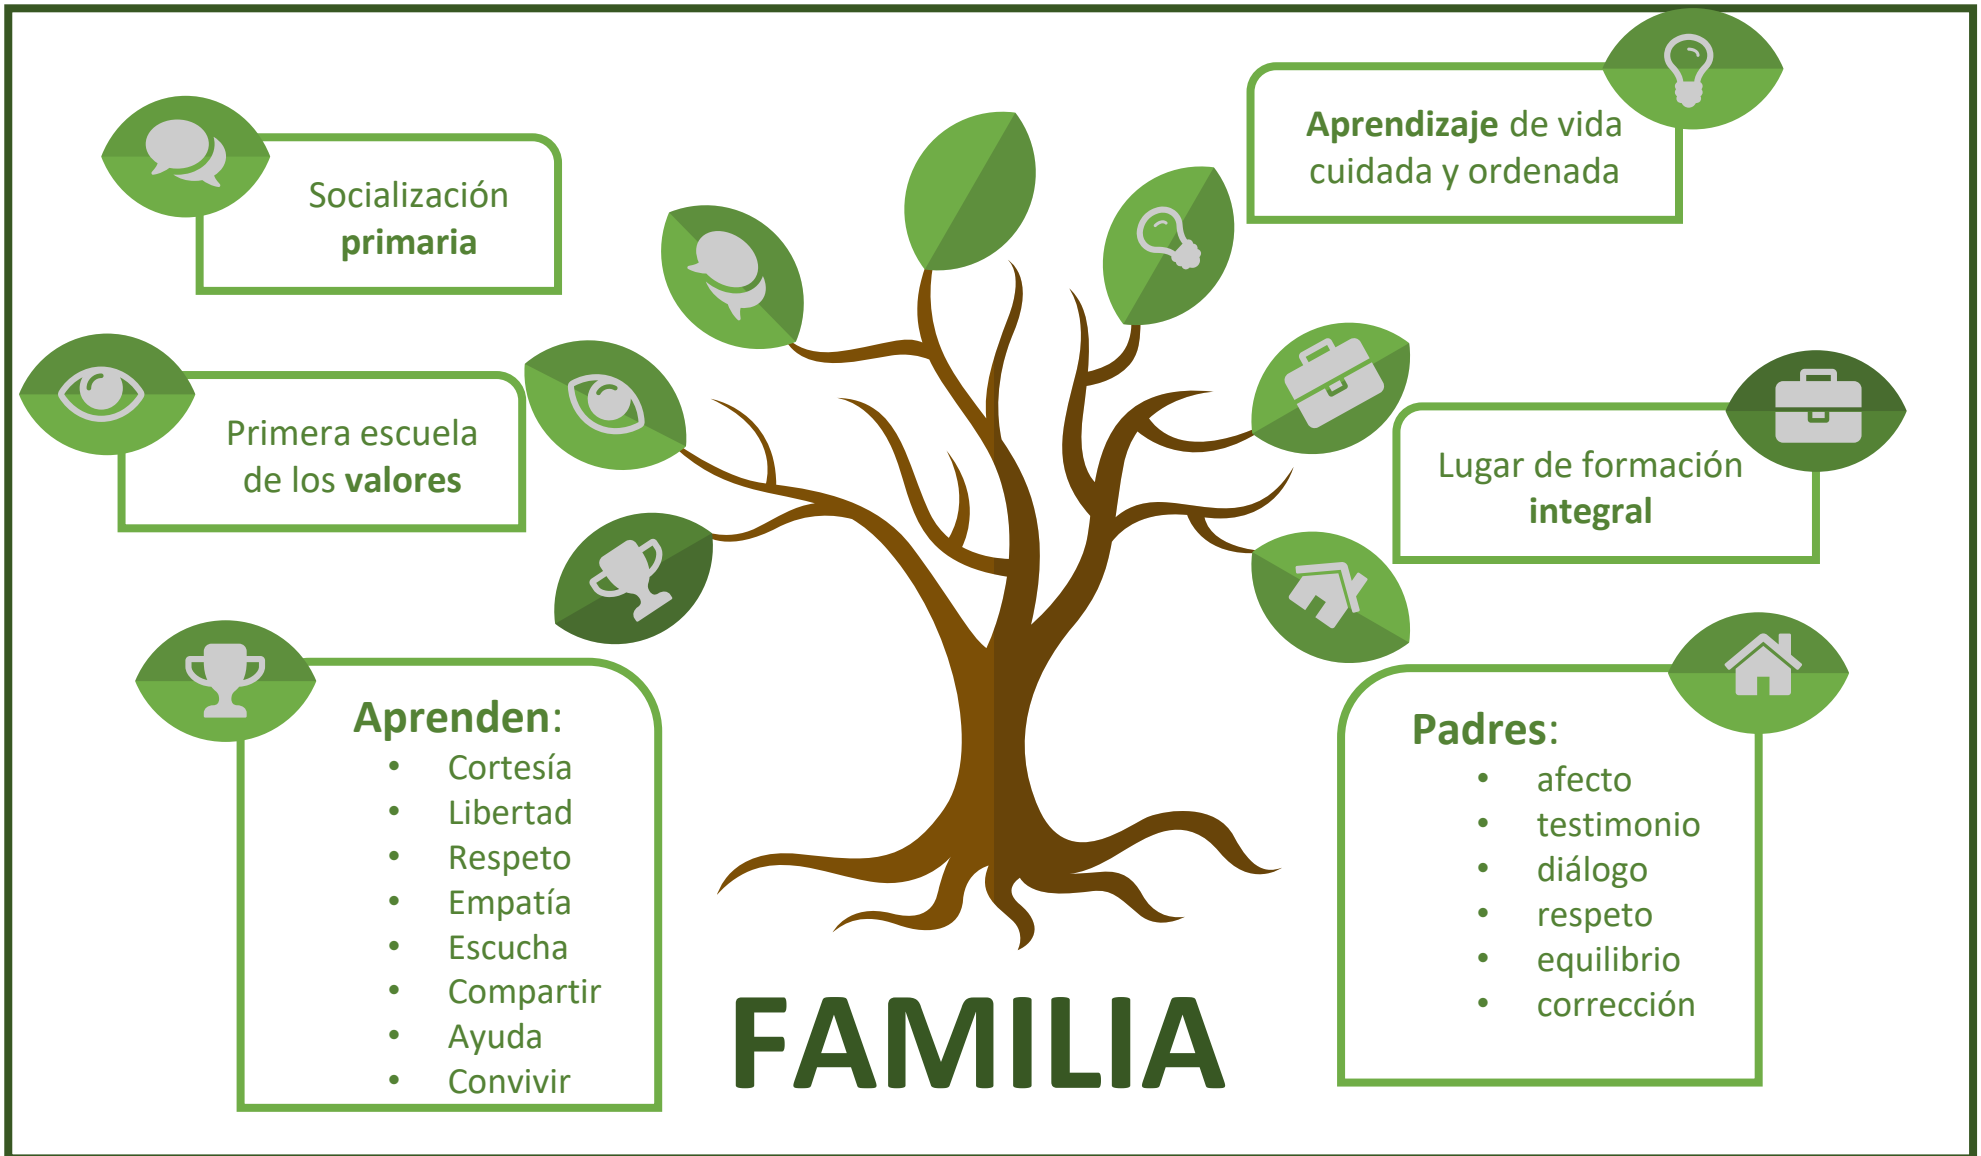 Socialización
primaria
Primera escuela
de los valores
Aprenden:
• Cortesía
• Libertad
• Respeto
• Empatía
• Escucha
• Compartir
• Ayuda
• Convivir
FAMILIA
Aprendizaje de vida
cuidada y ordenada
Lugar de formación
integral
Padres:
• afecto
• testimonio
• diálogo
• respeto
• equilibrio
• corrección